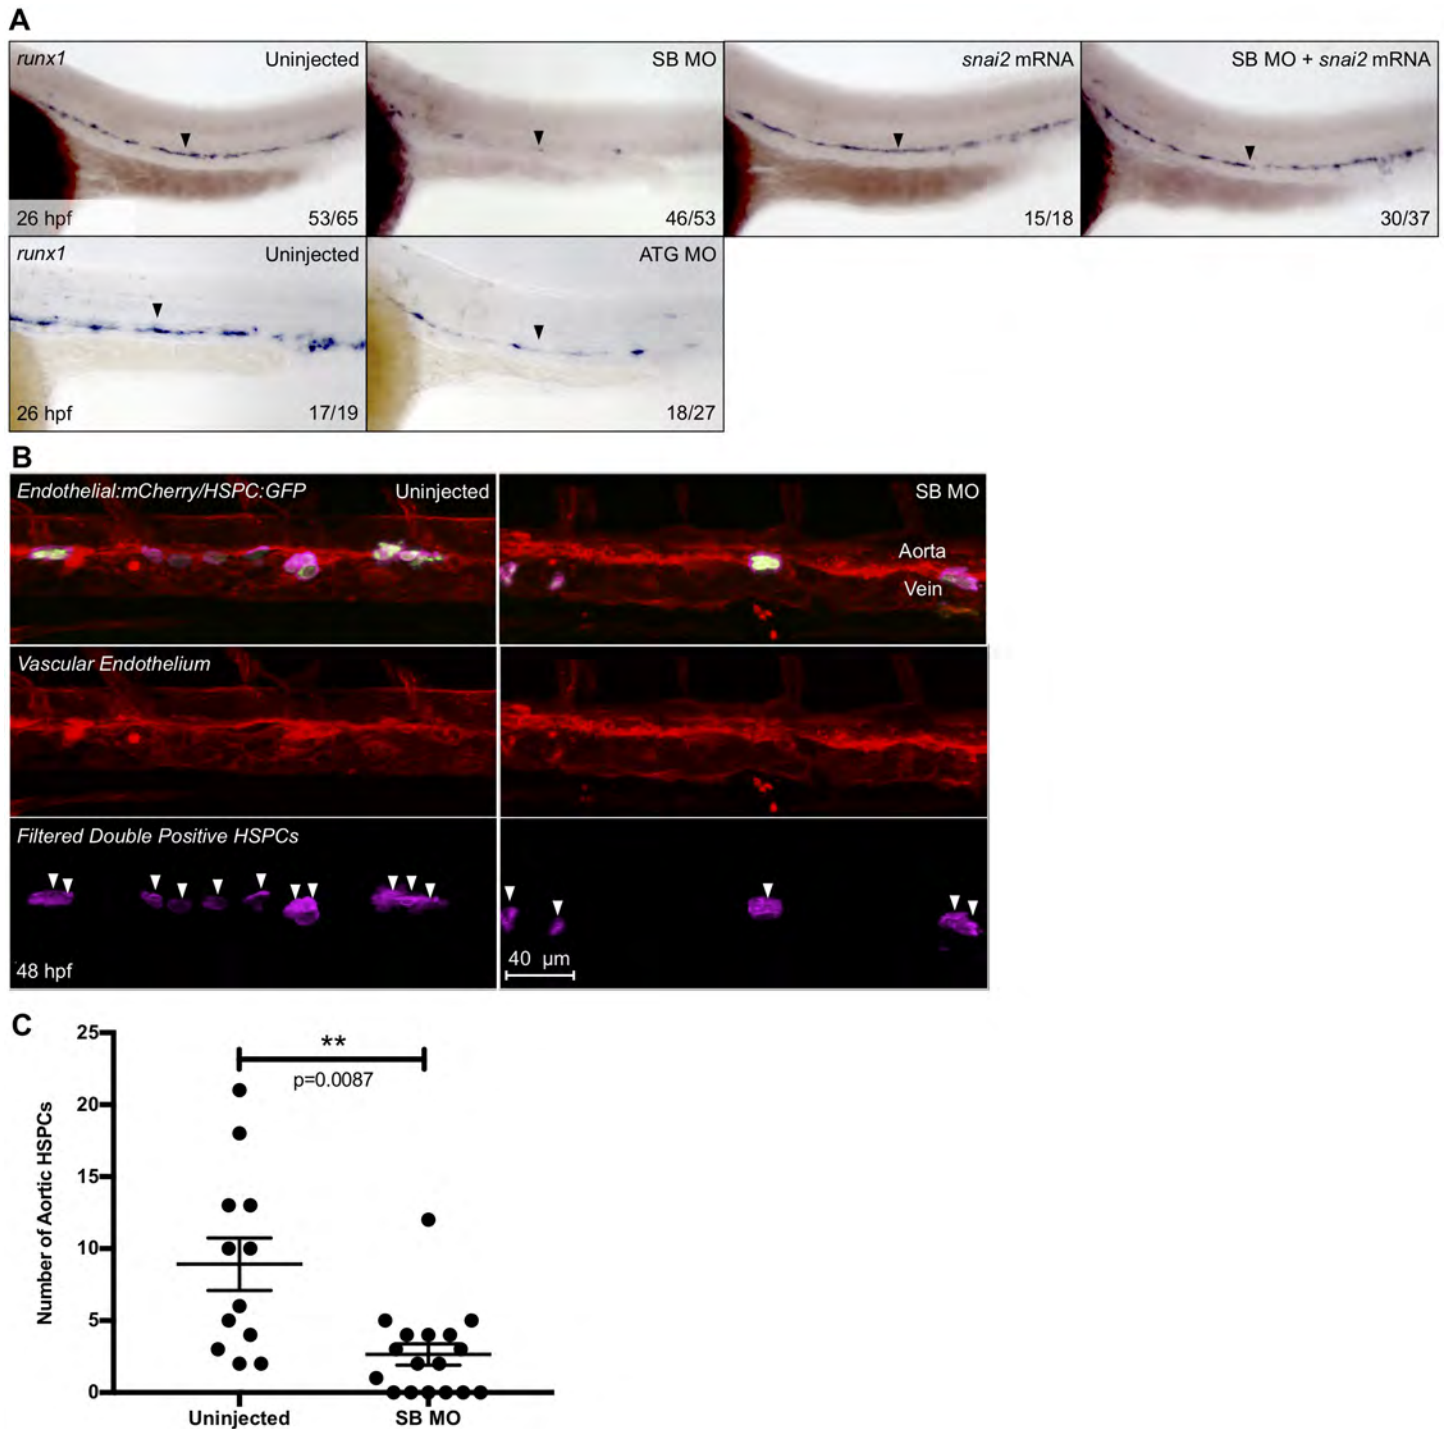 A
runx1 Uninjected
26 hpf 53/65
SB MO
46/53
snai2 mRNA
15/18
SB MO + snai2 mRNA
30/37
runx1 Uninjected
26 hpf 17/19
ATG MO
18/27
B
Endothelial:mCherry/HSPC:GFP Uninjected
SB MO
Aorta
Vein
Vascular Endothelium
Filtered Double Positive HSPCs
48 hpf
40 µm
C
Number of Aortic HSPCs
25
20
15
10
5
0
**
p=0.0087
Uninjected
SB MO